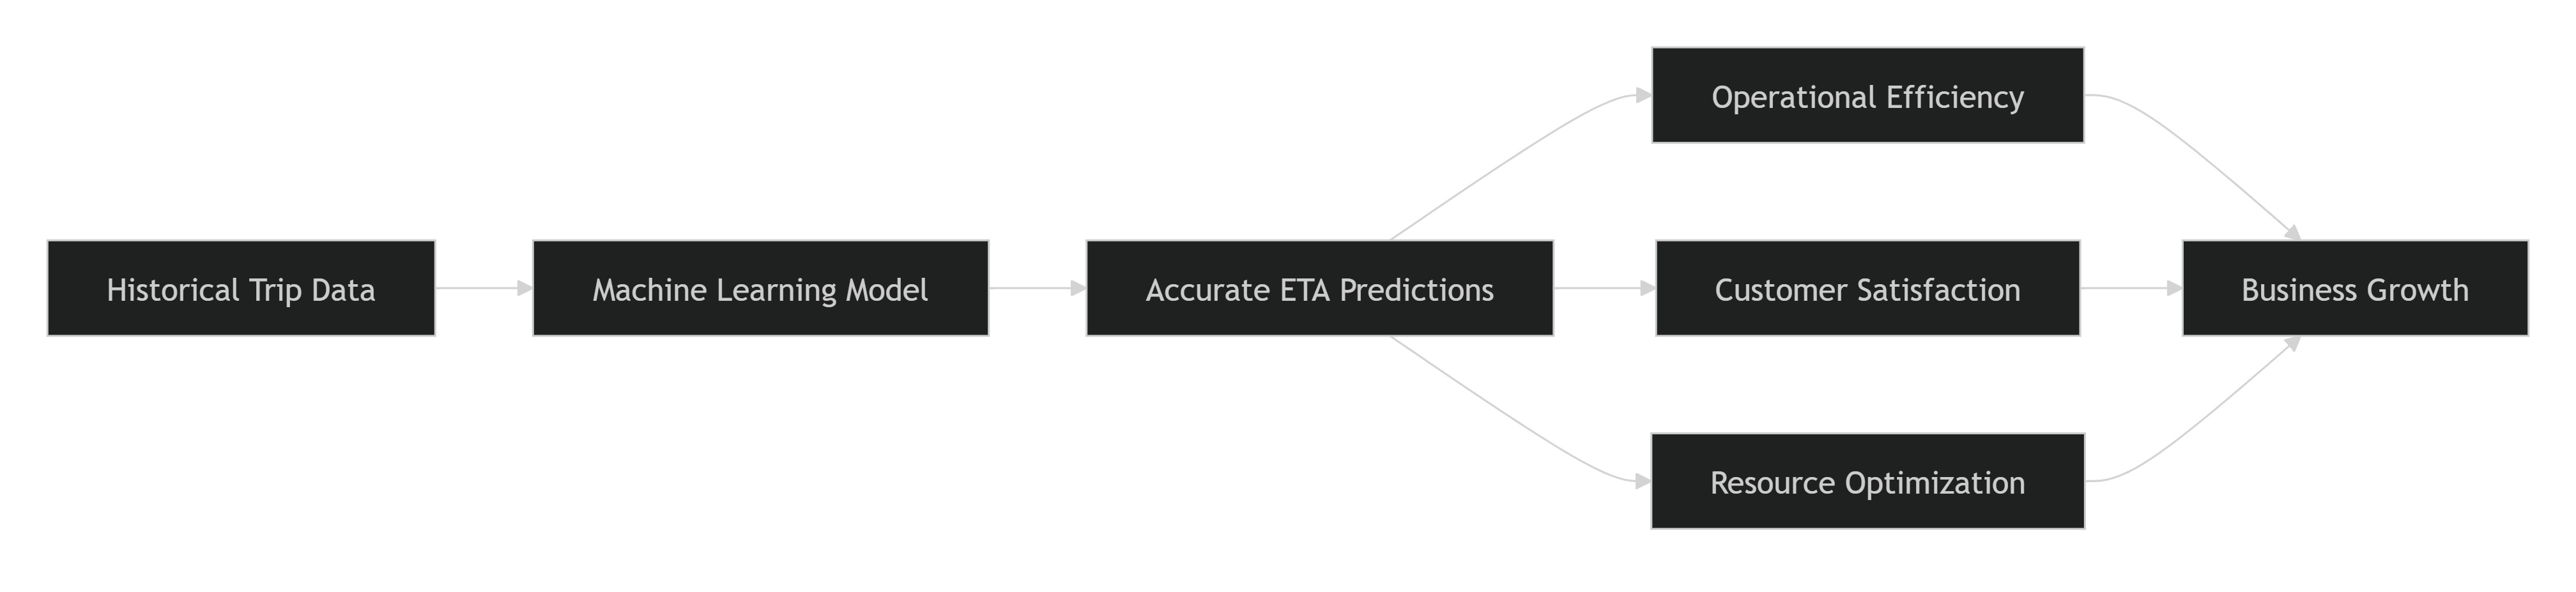 Historical Trip Data
Machine Learning Model
Accurate ETA Predictions
Operational Efficiency
Customer Satisfaction
Resource Optimization
Business Growth